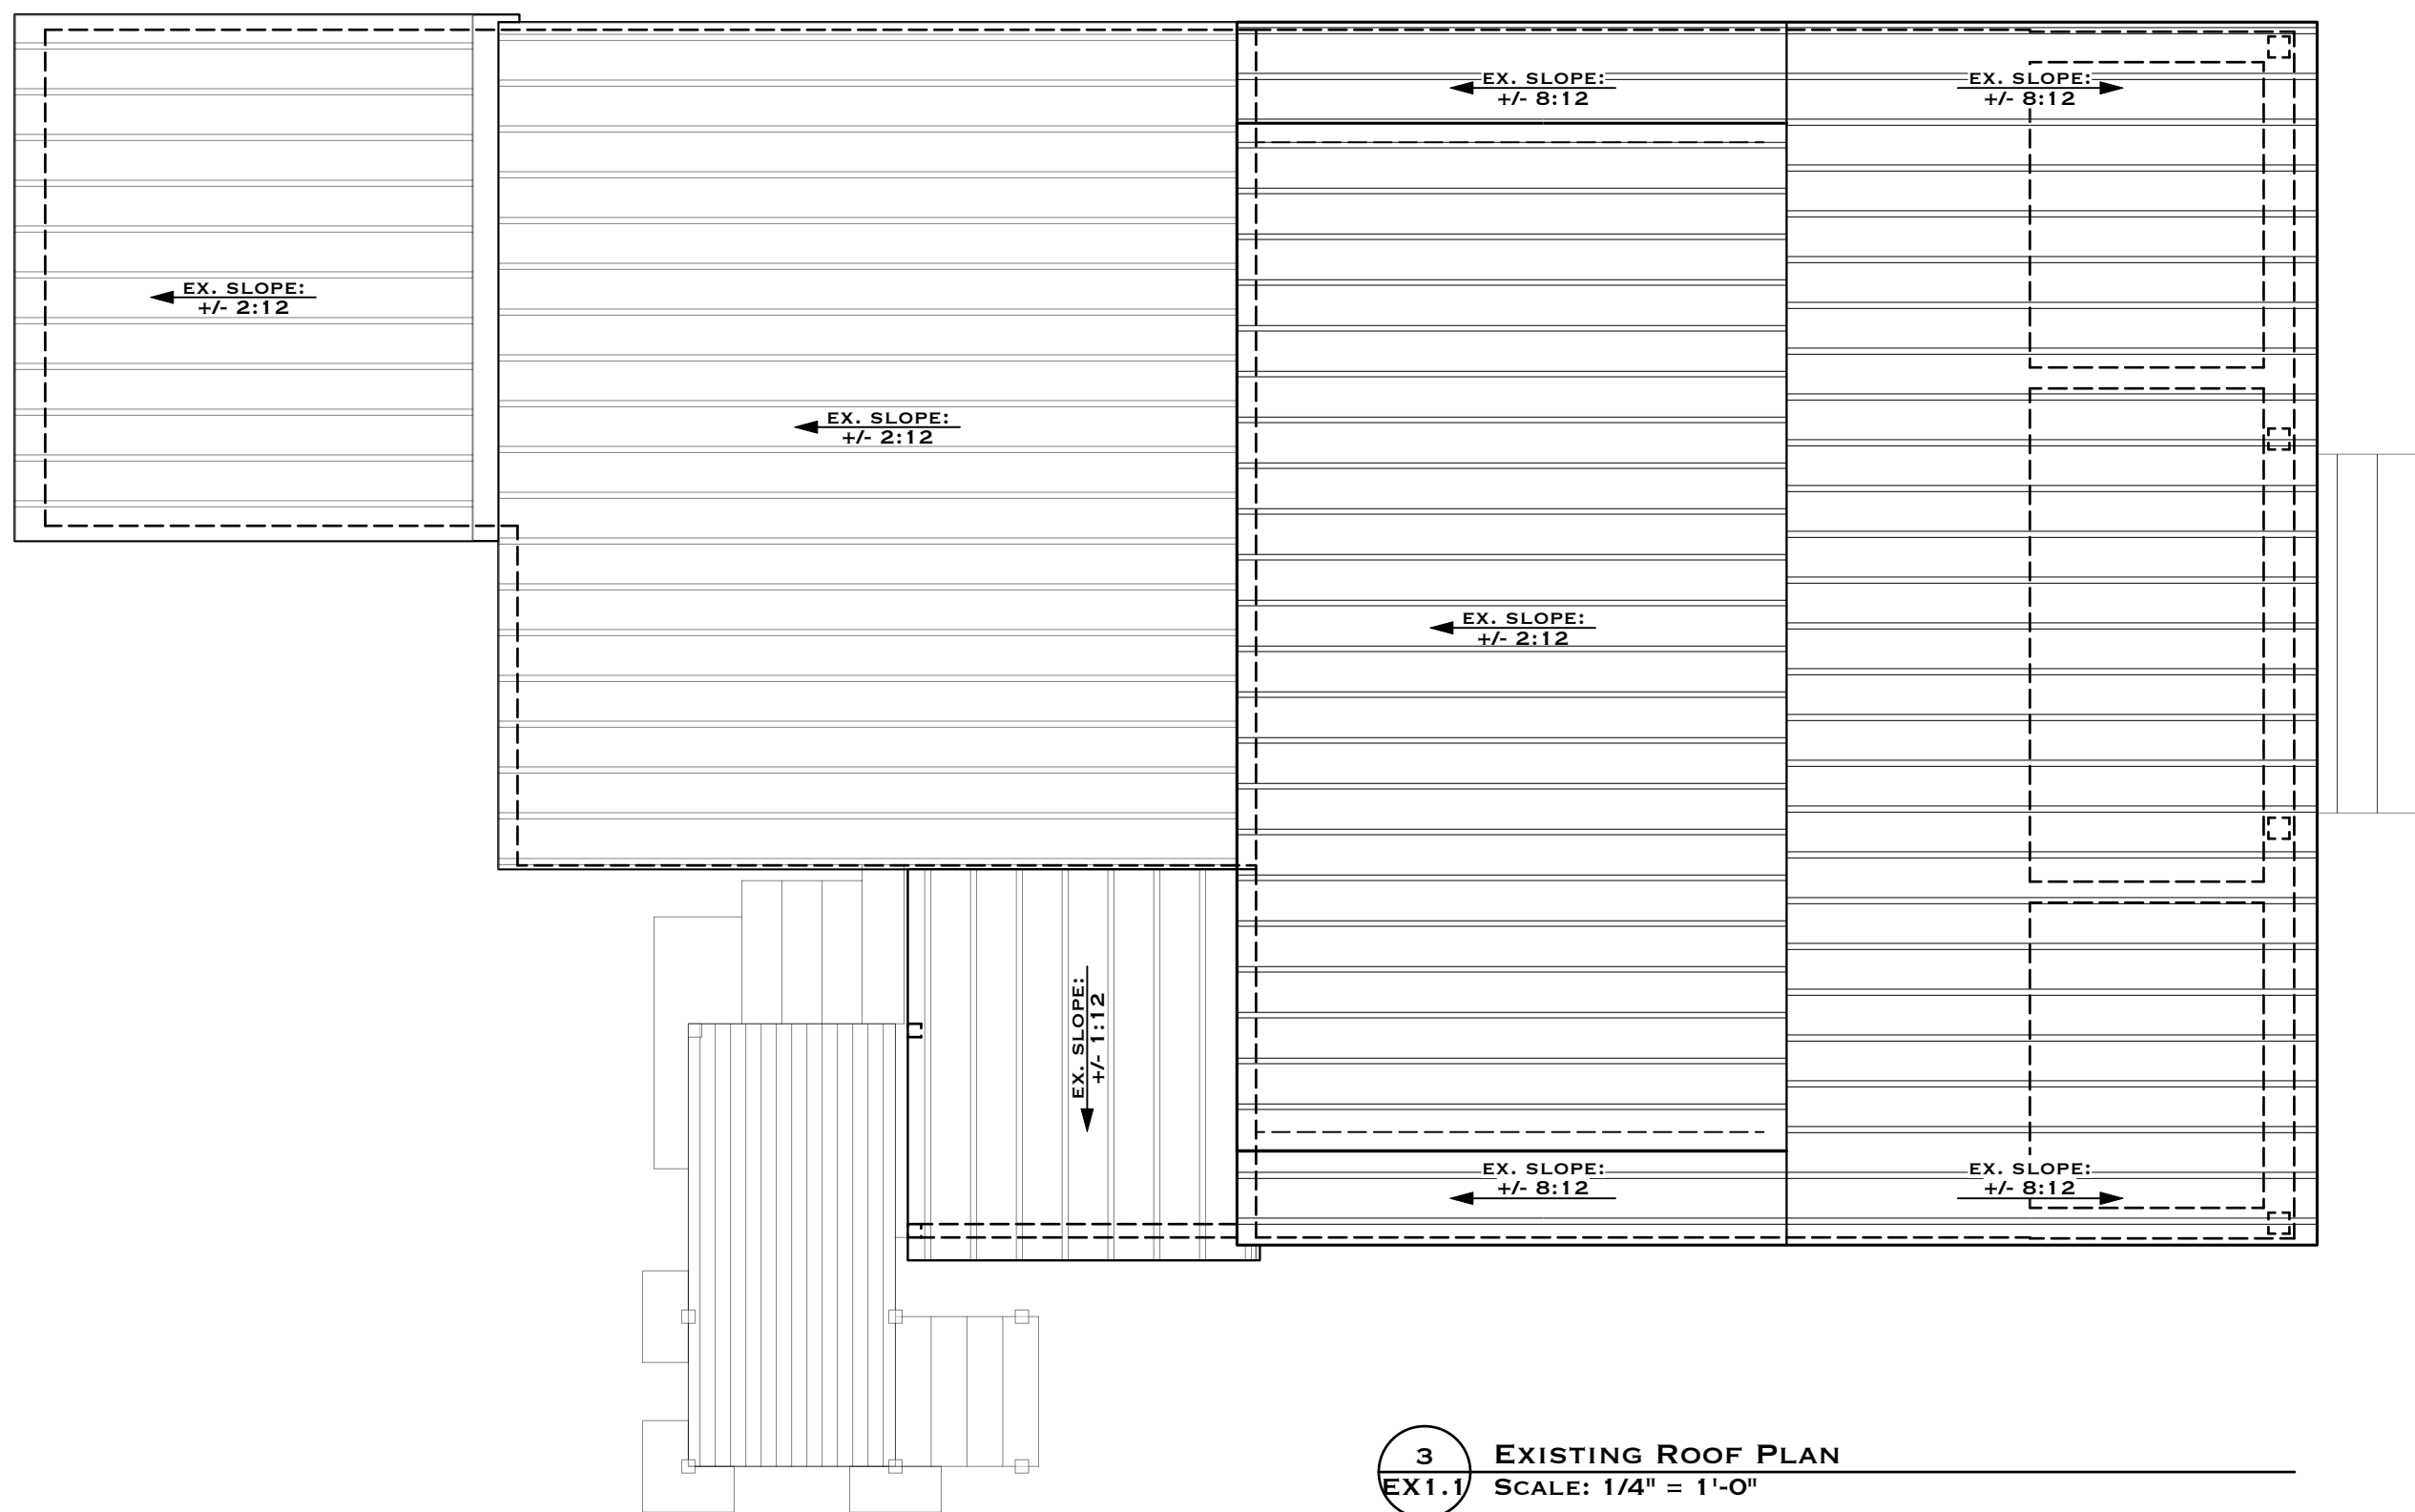 EX. SLOPE:
+/- 8:12
EX. SLOPE:
+/- 8:12
EX. SLOPE:
+/- 2:12
EX. SLOPE:
+/- 2:12
EX. SLOPE:
+/- 2:12
EX. SLOPE:
+/- 1:12
EX. SLOPE:
+/- 8:12
EX. SLOPE:
+/- 8:12
3
EX1.1
EXISTING ROOF PLAN
SCALE: 1/4" = 1'-0"